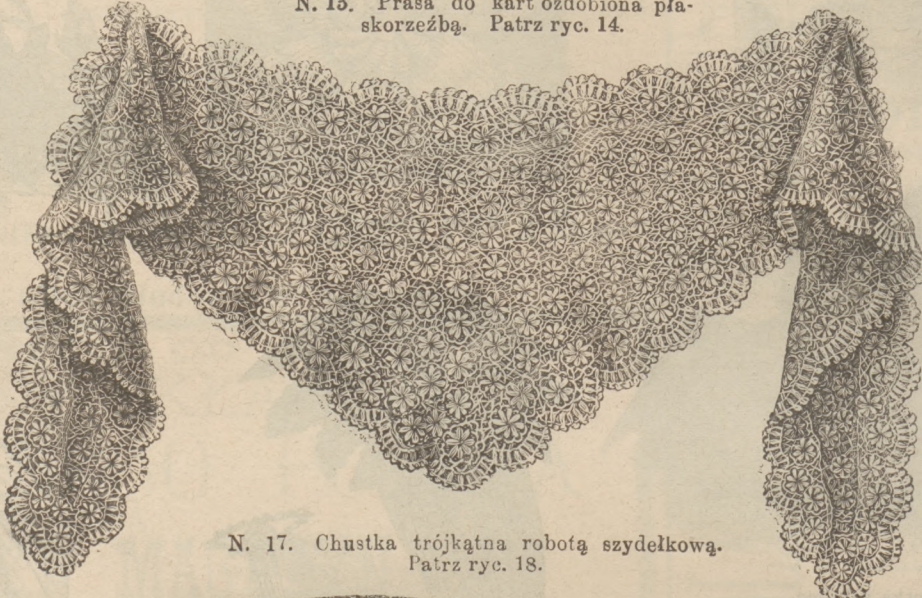 N. 15. Prasa do kart ozdobiona pła-
skorzeźbą. Patrz ryc. 14.
N. 17. Chustka trójkątna robotą szydełkową.
Patrz ryc. 18.